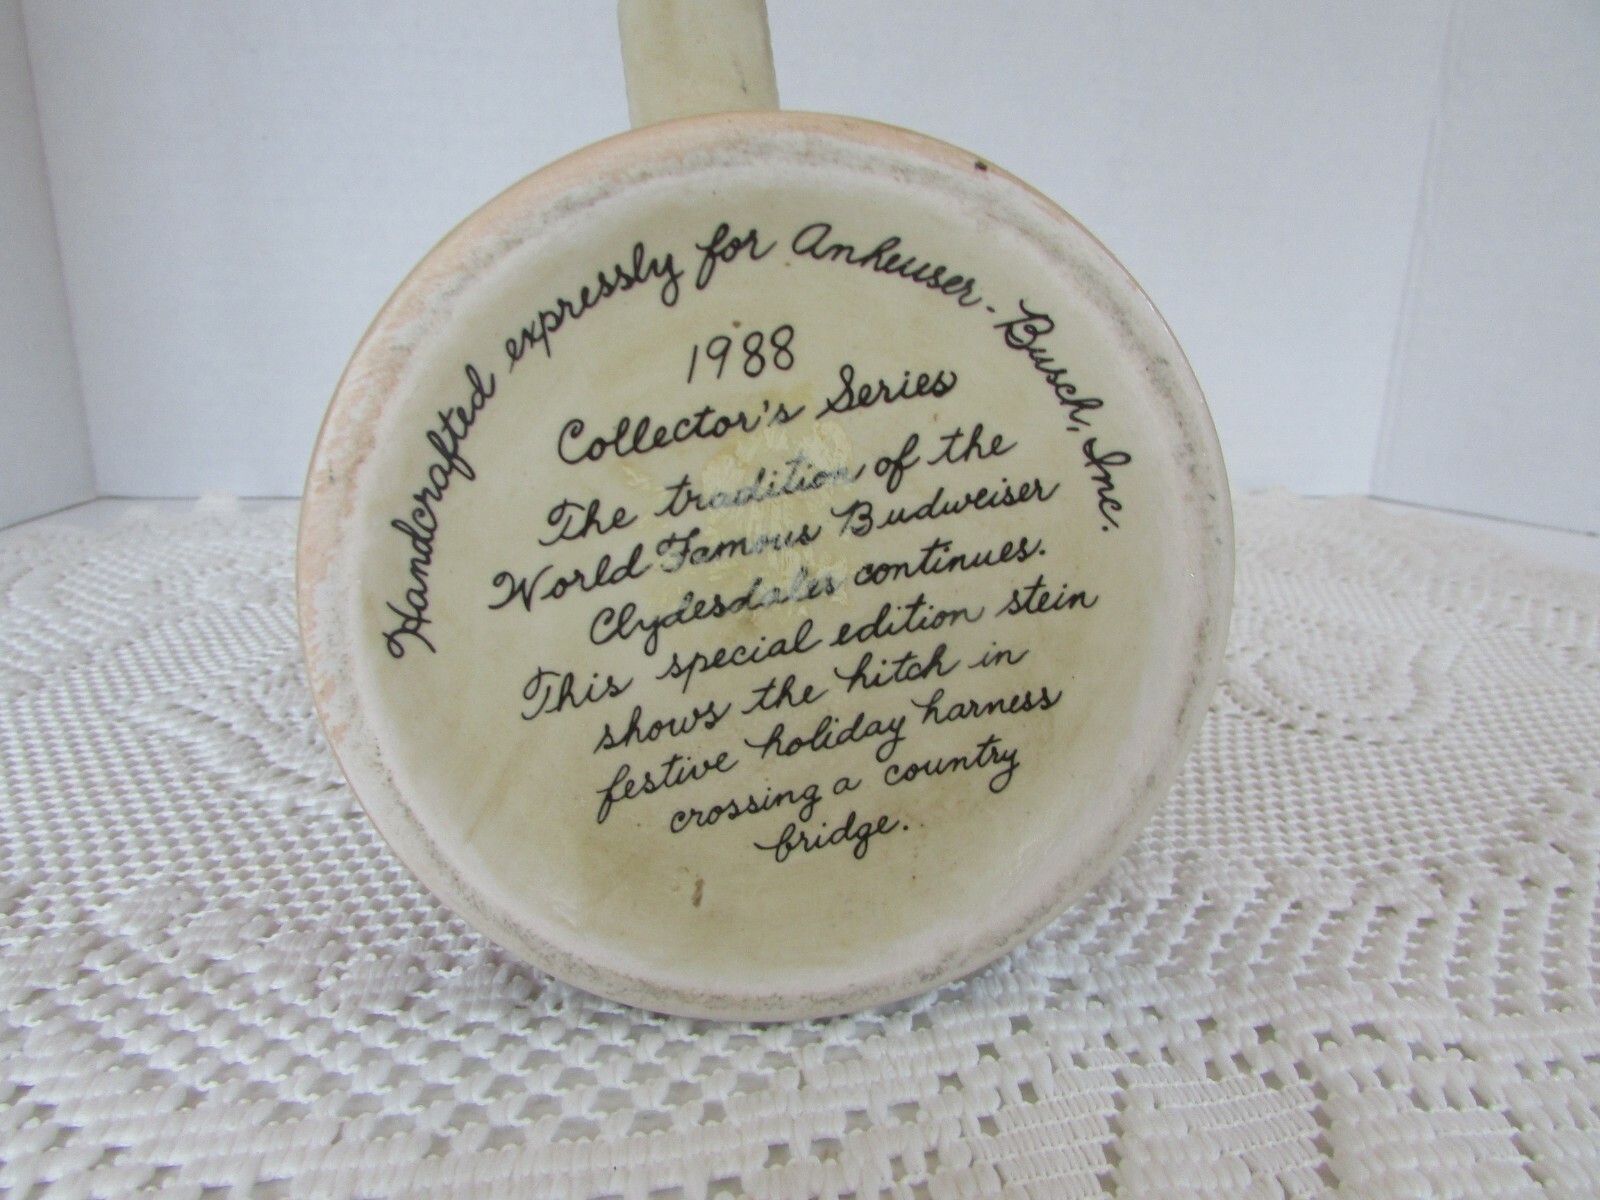 Handcrafted expressly for Anheuser-Busch, Inc.
1988
Collector's Series
The tradition of the
World Famous Budweiser
Clydesdales continues.
This special edition stein
shows the hitch in
festive holiday harness
crossing a country
bridge.